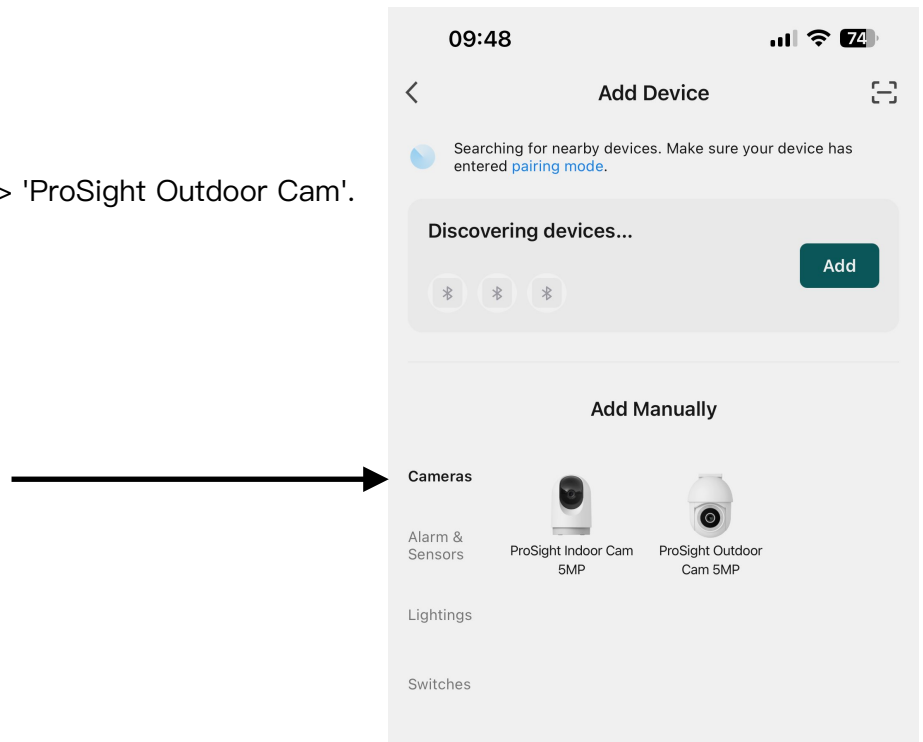 09:48
74
Add Device
Searching for nearby devices. Make sure your device has
entered pairing mode.
> 'ProSight Outdoor Cam'.
Discovering devices...
Add
Add Manually
Cameras
Alarm &
Sensors
ProSight Indoor Cam
5MP
ProSight Outdoor
Cam 5MP
Lightings
Switches